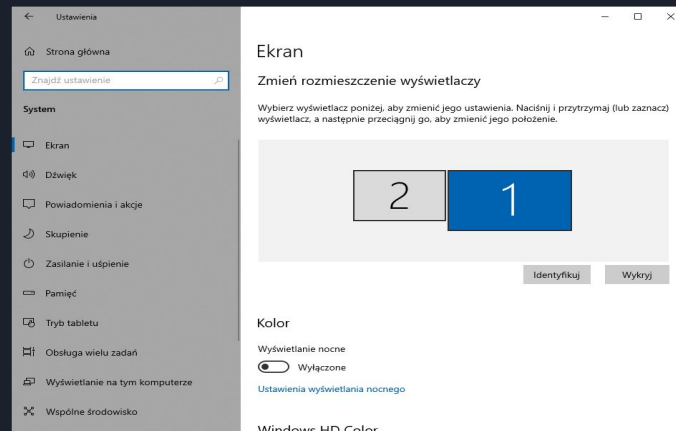 Ustawienia
Strona główna
Znajdź ustawienie
System
Ekran
Dźwięk
Powiadomienia i akcje
Skupienie
Zasilanie i uśpienie
Pamięć
Tryb tabletu
Obsługa wielu zadań
Wyświetlanie na tym komputerze
Wspólne środowisko
Ekran
Zmień rozmieszczenie wyświetlaczy
Wybierz wyświetlacz poniżej, aby zmienić jego ustawienia. Naciśnij i przytrzymaj (lub zaznacz)
wyświetlacz, a następnie przeciągnij go, aby zmienić jego położenie.
2 1
Identyfikuj Wykryj
Kolor
Wyświetlanie nocne
Wyłączone
Ustawienia wyświetlania nocnego
Windows HD Color